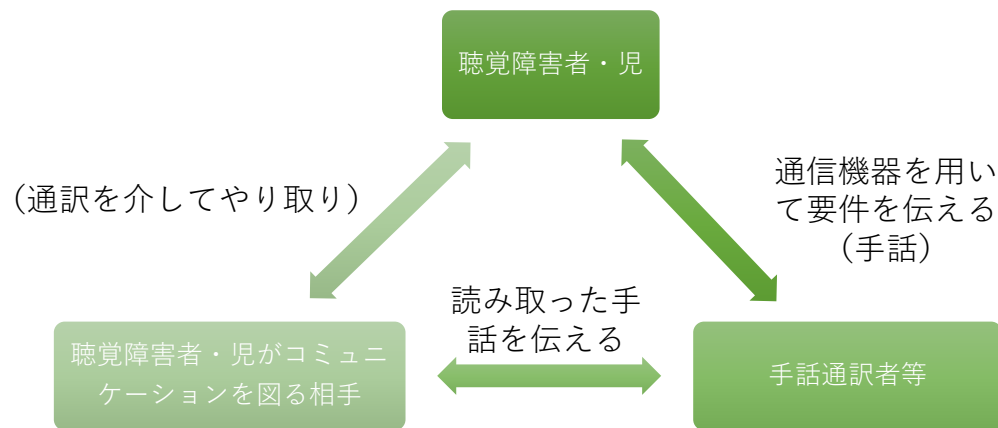 聴覚障害者・児
(通訳を介してやり取り)
通信機器を用い
て要件を伝える
(手話)
読み取った手
話を伝える
聴覚障害者・児がコミュニ
ケーションを図る相手
手話通訳者等